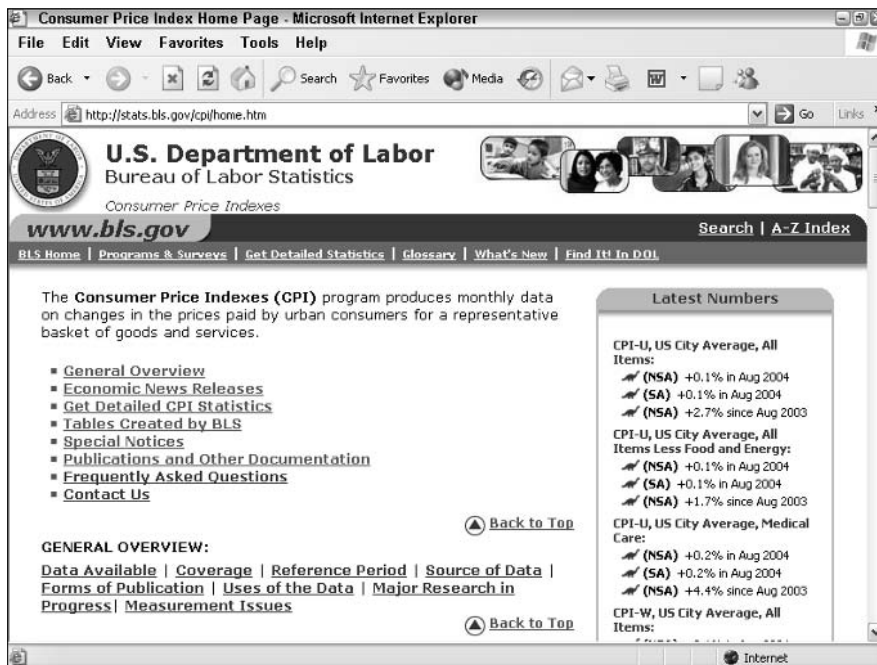 Consumer Price Index Home Page - Microsoft Internet Explorer
File Edit View Favorites Tools Help
Back Search Favorites Media
Address http://stats.bls.gov/cpi/home.htm Go Links
U.S. Department of Labor
Bureau of Labor Statistics
Consumer Price Indexes
www.bls.gov Search | A-Z Index
BLS Home | Programs & Surveys | Get Detailed Statistics | Glossary | What's New | Find It! In DOL
The Consumer Price Indexes (CPI) program produces monthly data
on changes in the prices paid by urban consumers for a representative
basket of goods and services.
General Overview
Economic News Releases
Get Detailed CPI Statistics
Tables Created by BLS
Special Notices
Publications and Other Documentation
Frequently Asked Questions
Contact Us
Back to Top
GENERAL OVERVIEW:
Data Available | Coverage | Reference Period | Source of Data |
Forms of Publication | Uses of the Data | Major Research in
Progress| Measurement Issues
Back to Top
Latest Numbers
CPI-U, US City Average, All
Items:
(NSA) +0.1% in Aug 2004
(SA) +0.1% in Aug 2004
(NSA) +2.7% since Aug 2003
CPI-U, US City Average, All
Items Less Food and Energy:
(NSA) +0.1% in Aug 2004
(SA) +0.1% in Aug 2004
(NSA) +1.7% since Aug 2003
CPI-U, US City Average, Medical
Care:
(NSA) +0.2% in Aug 2004
(SA) +0.2% in Aug 2004
(NSA) +4.4% since Aug 2003
CPI-W, US City Average, All
Items:
Internet